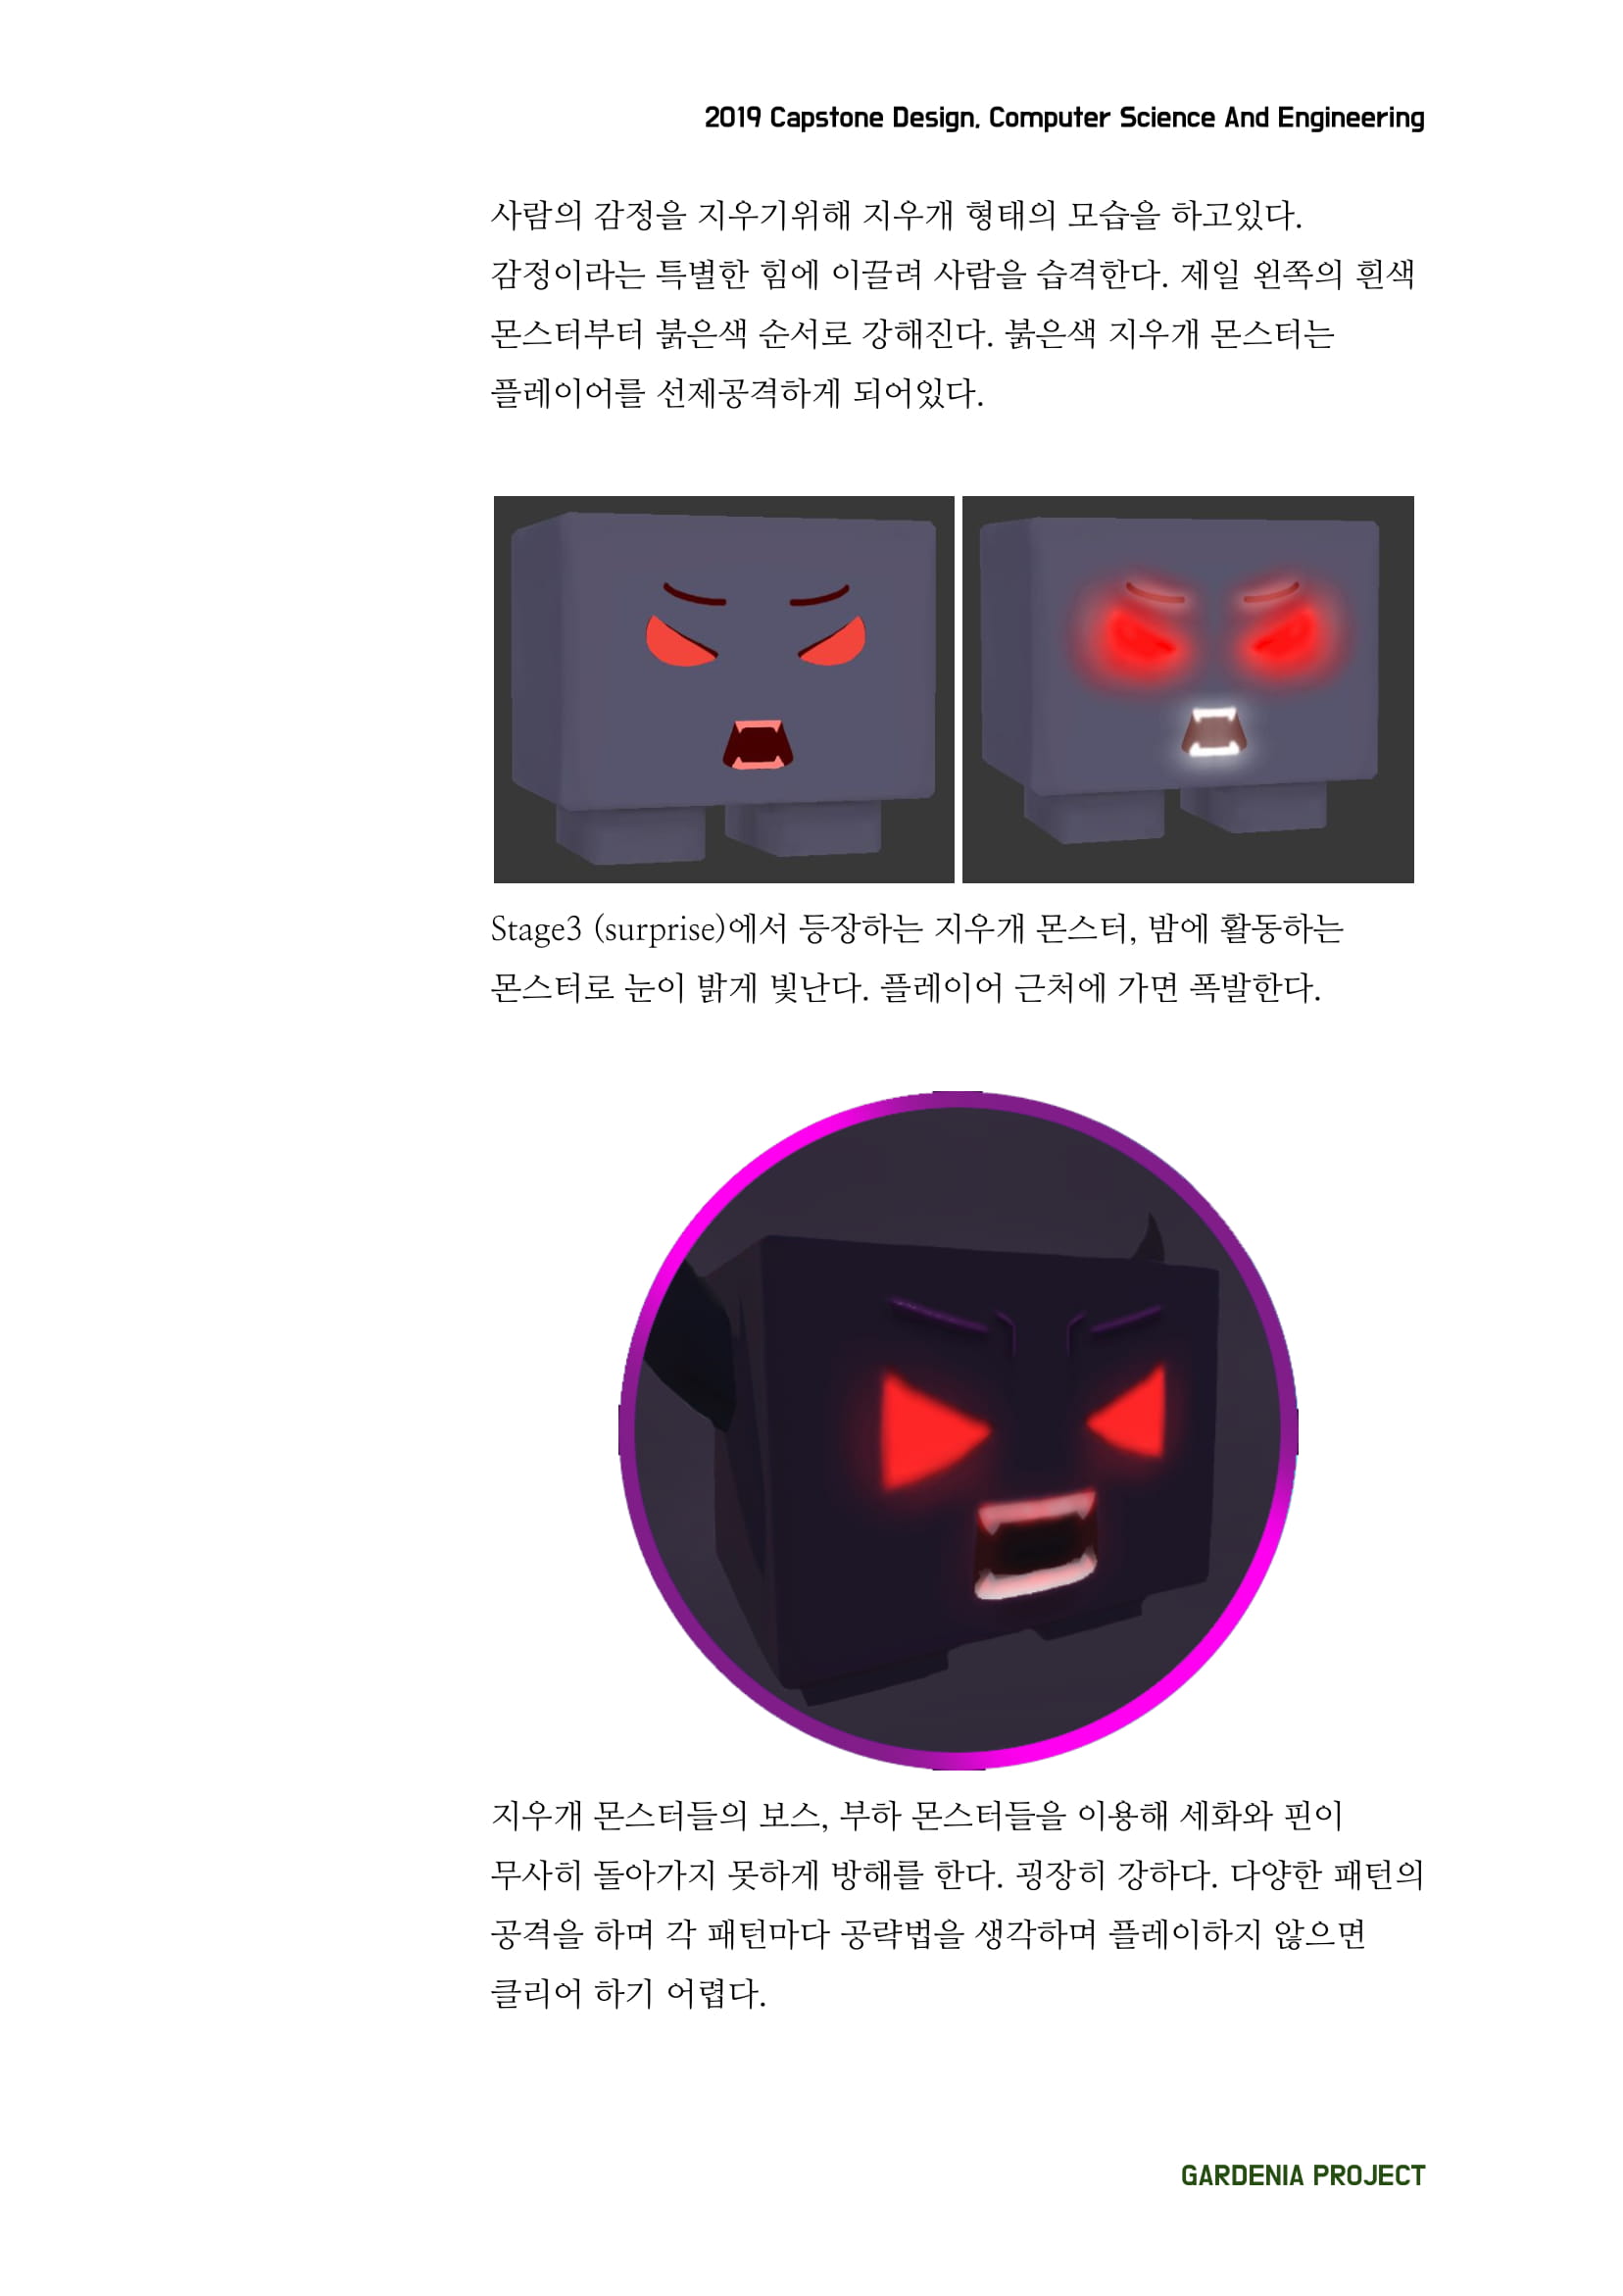 2019 Capstone Design, Computer Science And Engineering
사람의 감정을 지우기위해 지우개 형태의 모습을 하고있다.
감정이라는 특별한 힘에 이끌려 사람을 습격한다. 제일 왼쪽의 흰색
몬스터부터 붉은색 순서로 강해진다. 붉은색 지우개 몬스터는
플레이어를 선제공격하게 되어있다.
Stage3 (surprise)에서 등장하는 지우개 몬스터, 밤에 활동하는
몬스터로 눈이 밝게 빛난다. 플레이어 근처에 가면 폭발한다.
지우개 몬스터들의 보스, 부하 몬스터들을 이용해 세화와 핀이
무사히 돌아가지 못하게 방해를 한다. 굉장히 강하다. 다양한 패턴의
공격을 하며 각 패턴마다 공략법을 생각하며 플레이하지 않으면
클리어 하기 어렵다.
GARDENIA PROJECT